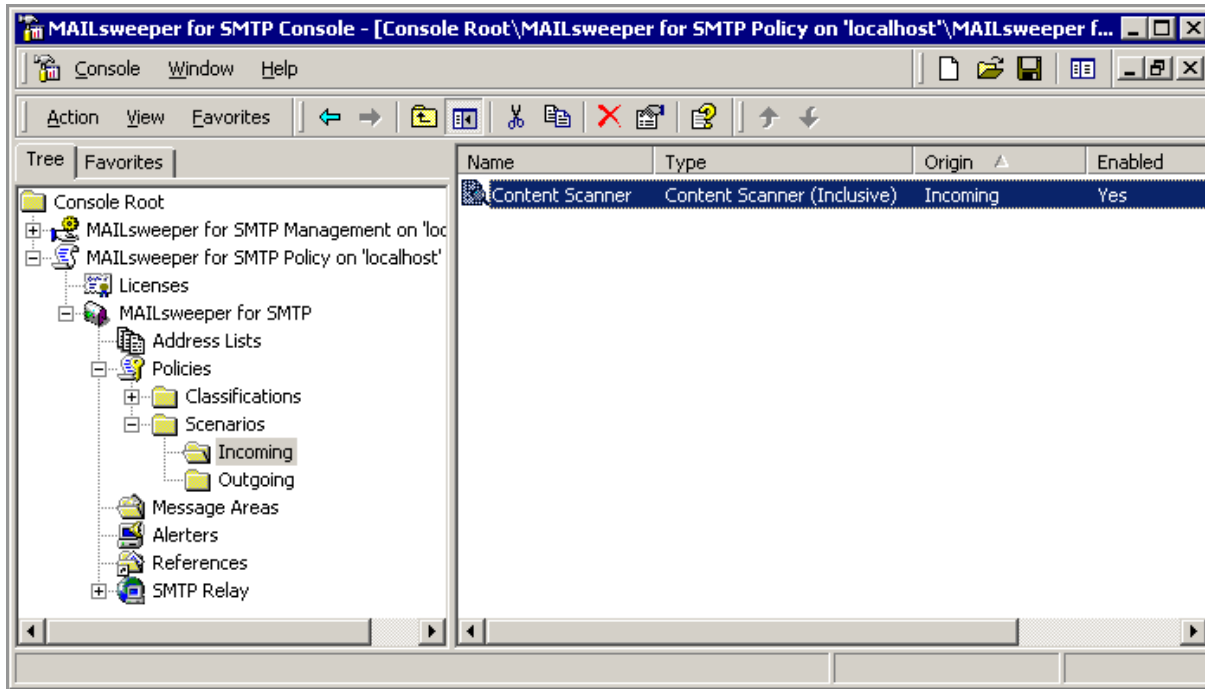 MAILsweeper for SMTP Console - [Console Root\MAILsweeper for SMTP Policy on 'localhost'\MAILsweeper f...
Console Window Help
Action View Favorites
Tree Favorites
Name Type Origin Enabled
Content Scanner Content Scanner (Inclusive) Incoming Yes
Console Root
MAILsweeper for SMTP Management on 'loc
MAILsweeper for SMTP Policy on 'localhost'
Licenses
MAILsweeper for SMTP
Address Lists
Policies
Classifications
Scenarios
Incoming
Outgoing
Message Areas
Alerters
References
SMTP Relay